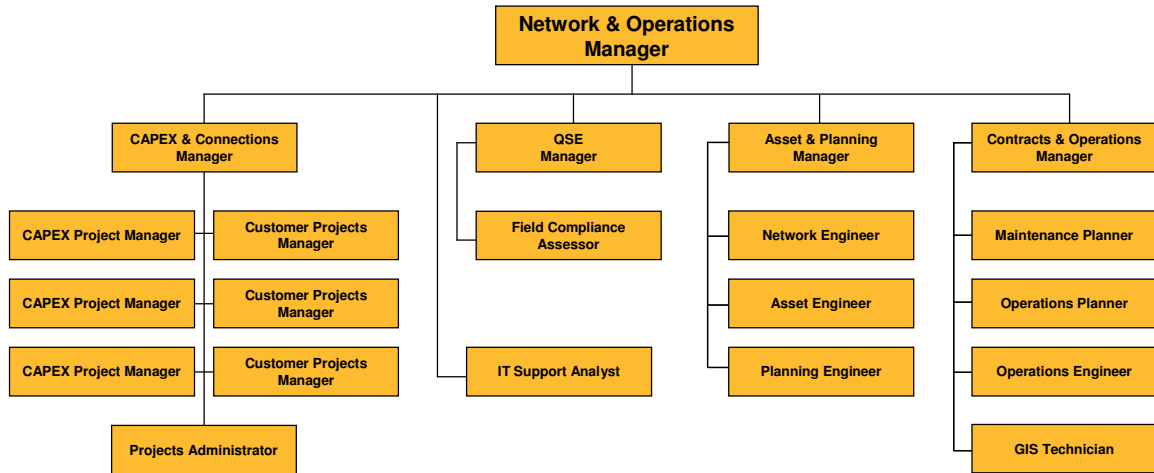 Network & Operations
Manager
CAPEX & Connections
Manager
QSE
Manager
Asset & Planning
Manager
Contracts & Operations
Manager
CAPEX Project Manager
Customer Projects
Manager
Field Compliance
Assessor
Network Engineer
Maintenance Planner
CAPEX Project Manager
Customer Projects
Manager
Asset Engineer
Operations Planner
CAPEX Project Manager
Customer Projects
Manager
IT Support Analyst
Planning Engineer
Operations Engineer
Projects Administrator
GIS Technician